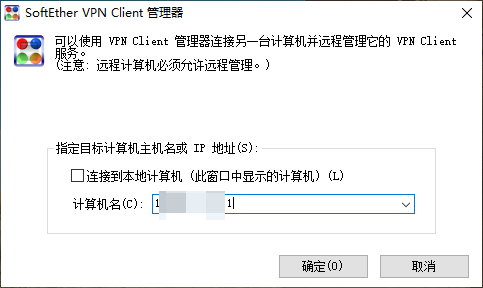 SoftEther VPN Client 管理器
可以使用 VPN Client 管理器连接另一台计算机并远程管理它的 VPN Client
服务。
(注意: 远程计算机必须允许远程管理。)
指定目标计算机主机名或 IP 地址(S):
连接到本地计算机 (此窗口中显示的计算机) (L)
计算机名(C):
确定(O)
取消